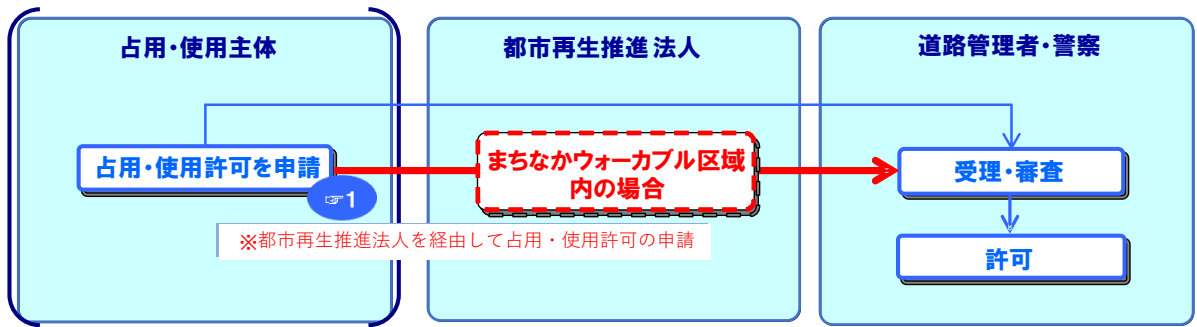 占用・使用主体
都市再生推進法人
道路管理者・警察
占用・使用許可を申請
☞1
まちなかウォーカブル区域
内の場合
受理・審査
※都市再生推進法人を経由して占用・使用許可の申請
許可